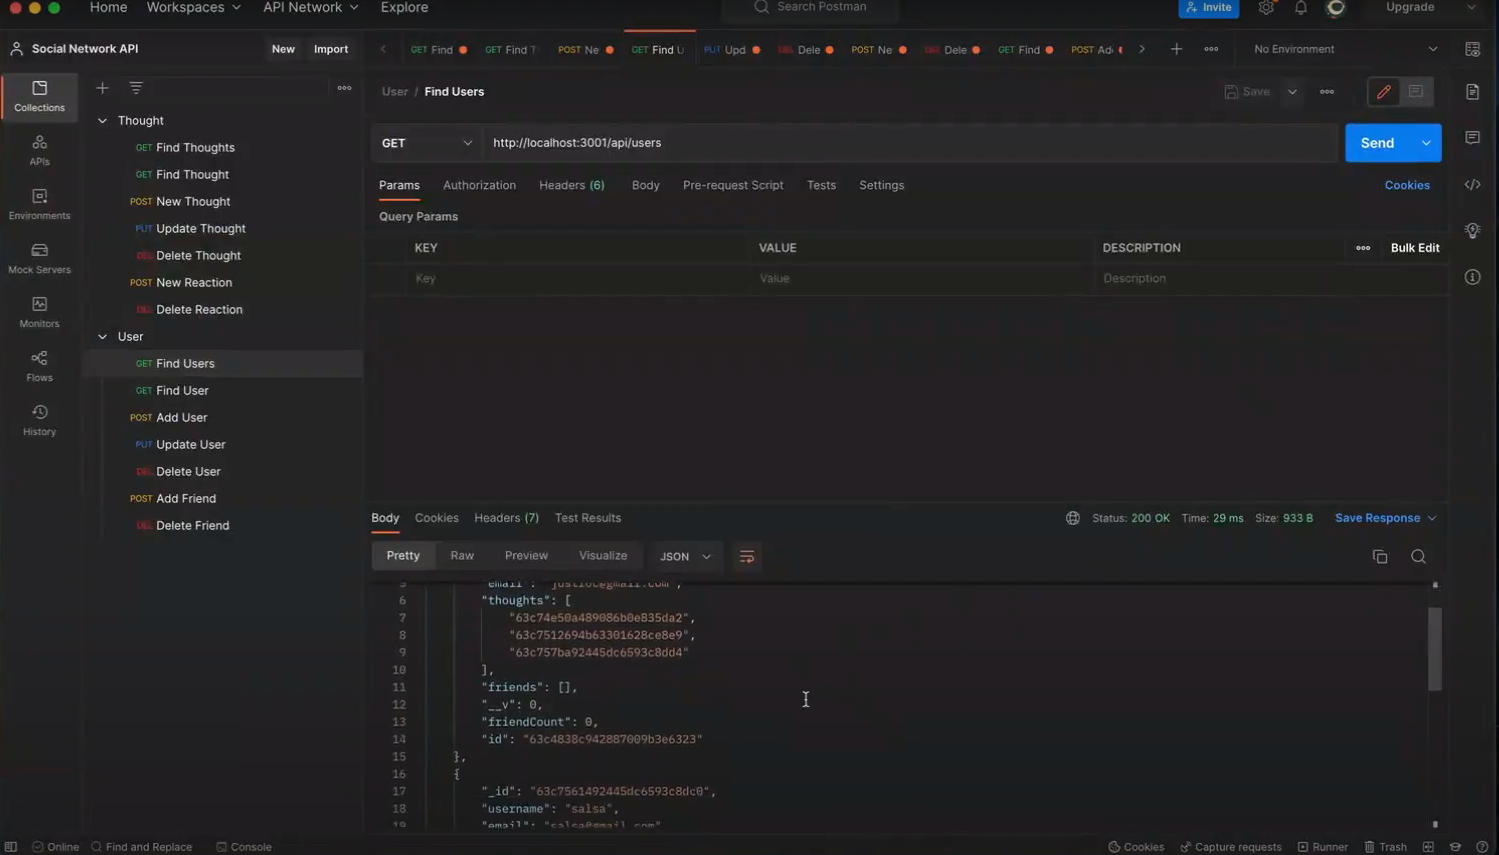 Home Workspaces API Network Explore Search Postman Invite Upgrade
Social Network API New Import GET Find GET Find T POST Ne GET Find U PUT Upd DEL Dele POST Ne DEL Dele GET Find POST Ad No Environment
Collections
APIs
Environments
Mock Servers
Monitors
Flows
History
Thought
GET Find Thoughts
GET Find Thought
POST New Thought
PUT Update Thought
DEL Delete Thought
POST New Reaction
DEL Delete Reaction
User
GET Find Users
GET Find User
POST Add User
PUT Update User
DEL Delete User
POST Add Friend
DEL Delete Friend
User / Find Users Save
GET http://localhost:3001/api/users Send
Params Authorization Headers (6) Body Pre-request Script Tests Settings Cookies
Query Params
KEY VALUE DESCRIPTION Bulk Edit
Key Value Description
Body Cookies Headers (7) Test Results Status: 200 OK Time: 29 ms Size: 933 B Save Response
Pretty Raw Preview Visualize JSON
5 "email":
6 "thoughts": [
7 "63c74e50a489086b0e835da2",
8 "63c7512694b63301628ce8e9",
9 "63c757ba92445dc6593c8dd4"
10 ],
11 "friends": [],
12 "__v": 0,
13 "friendCount": 0,
14 "id": "63c4838c942887009b3e6323"
15 },
16 {
17 "_id": "63c7561492445dc6593c8dc0",
18 "username": "salsa",
19 "email": "salsa@gmail.com"
Online Find and Replace Console Cookies Capture requests Runner Trash